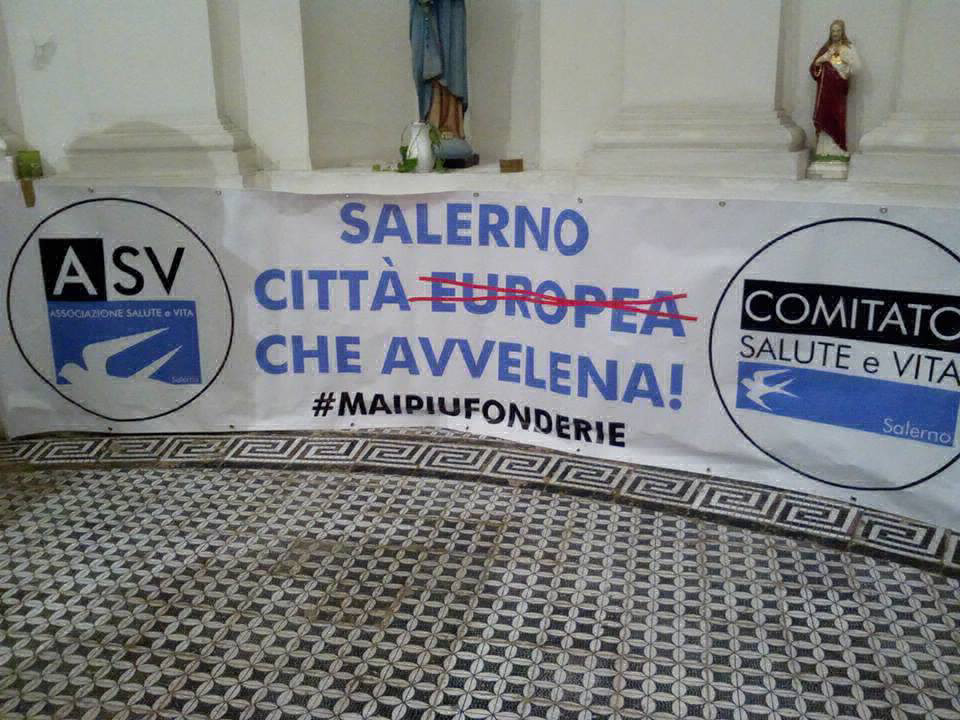 ASV
ASSOCIAZIONE SALUTE e VITA
Salerno
SALERNO
CITTÀ EUROPEA
CHE AVVELENA!
#MAIPIUFONDERIE
COMITATO
SALUTE e VITA
Salerno